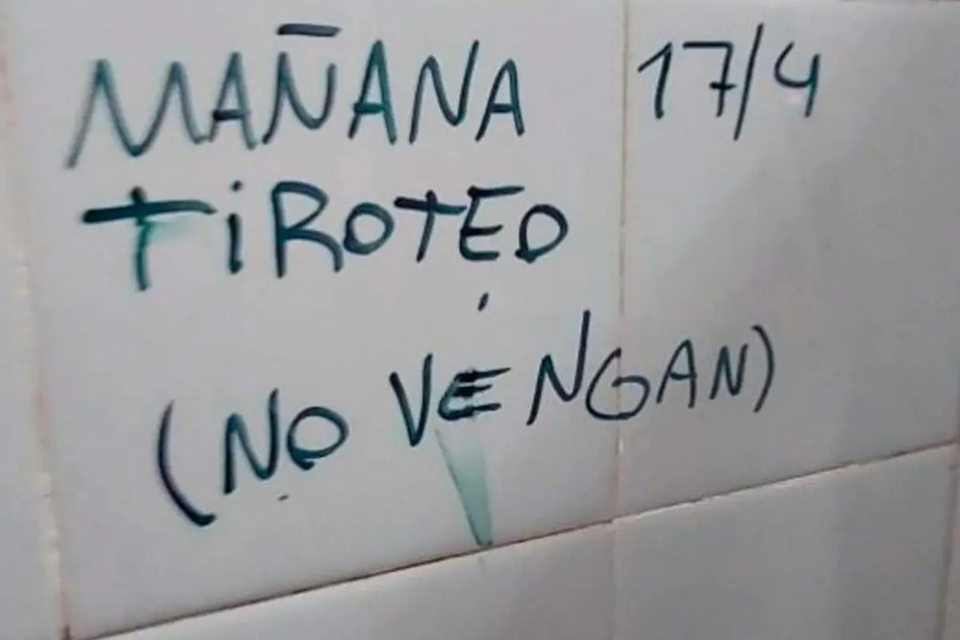 MAÑANA 17/4
TiROTEO
(NO VENGAN)